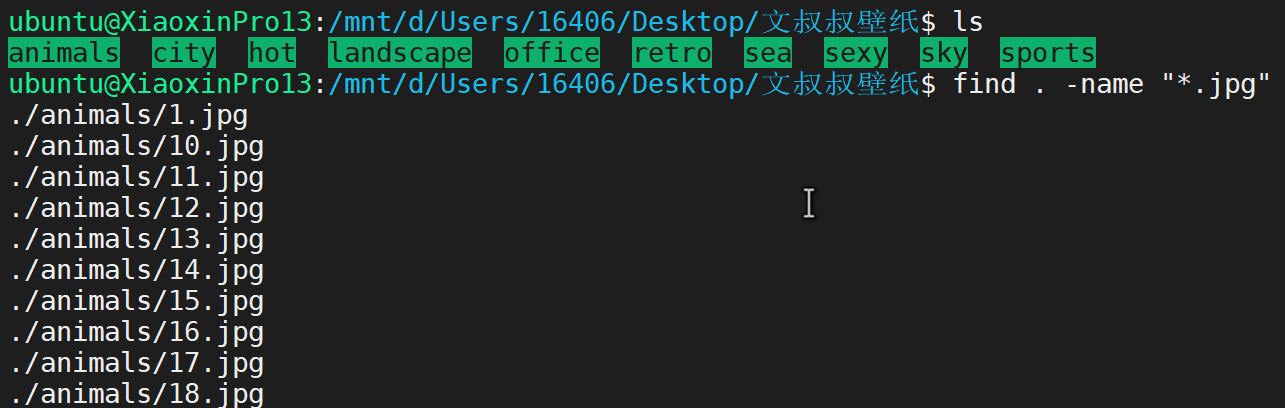 ubuntu@XiaoxinPro13:/mnt/d/Users/16406/Desktop/文叔叔壁纸$ ls
animals  city  hot  landscape  office  retro  sea  sexy  sky  sports
ubuntu@XiaoxinPro13:/mnt/d/Users/16406/Desktop/文叔叔壁纸$ find . -name "*.jpg"
./animals/1.jpg
./animals/10.jpg
./animals/11.jpg
./animals/12.jpg
./animals/13.jpg
./animals/14.jpg
./animals/15.jpg
./animals/16.jpg
./animals/17.jpg
./animals/18.jpg